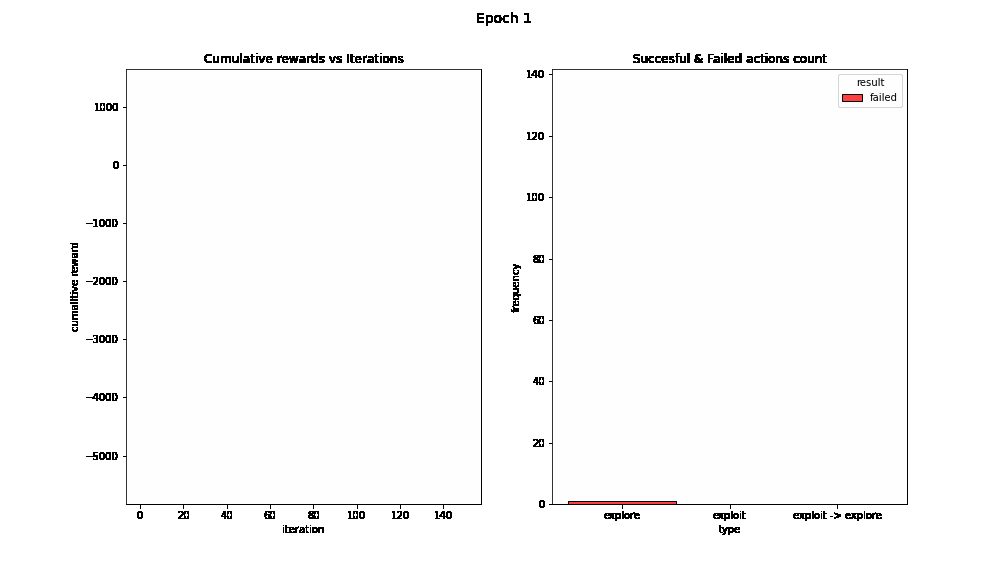 Epoch 1
Cumulative rewards vs Iterations
1000
0
−1000
−2000
−3000
−4000
−5000
cumalitive reward
0 20 40 60 80 100 120 140
iteration
Succesful & Failed actions count
result
failed
140
120
100
80
60
40
20
0
frequency
explore exploit exploit -> explore
type